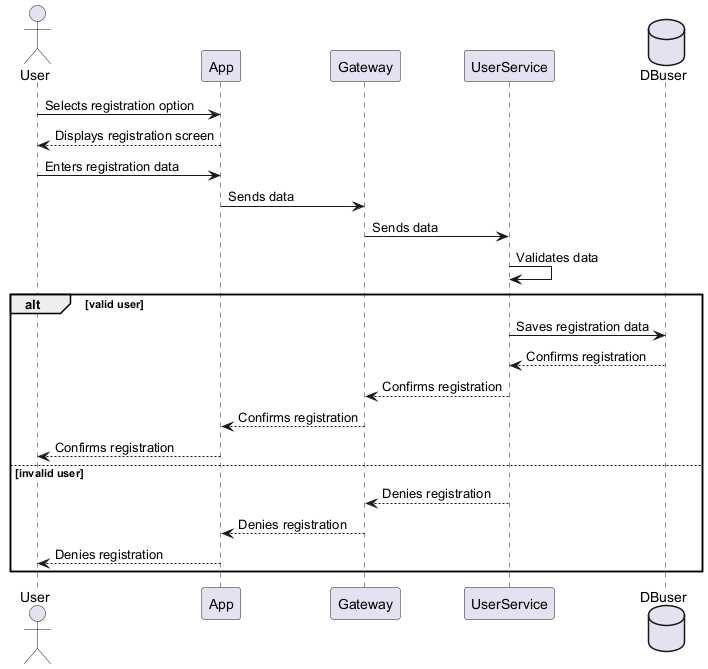 User
App
Gateway
UserService
DBuser
Selects registration option
Displays registration screen
Enters registration data
Sends data
Sends data
Validates data
alt
[valid user]
Saves registration data
Confirms registration
Confirms registration
Confirms registration
Confirms registration
[invalid user]
Denies registration
Denies registration
Denies registration
User
App
Gateway
UserService
DBuser